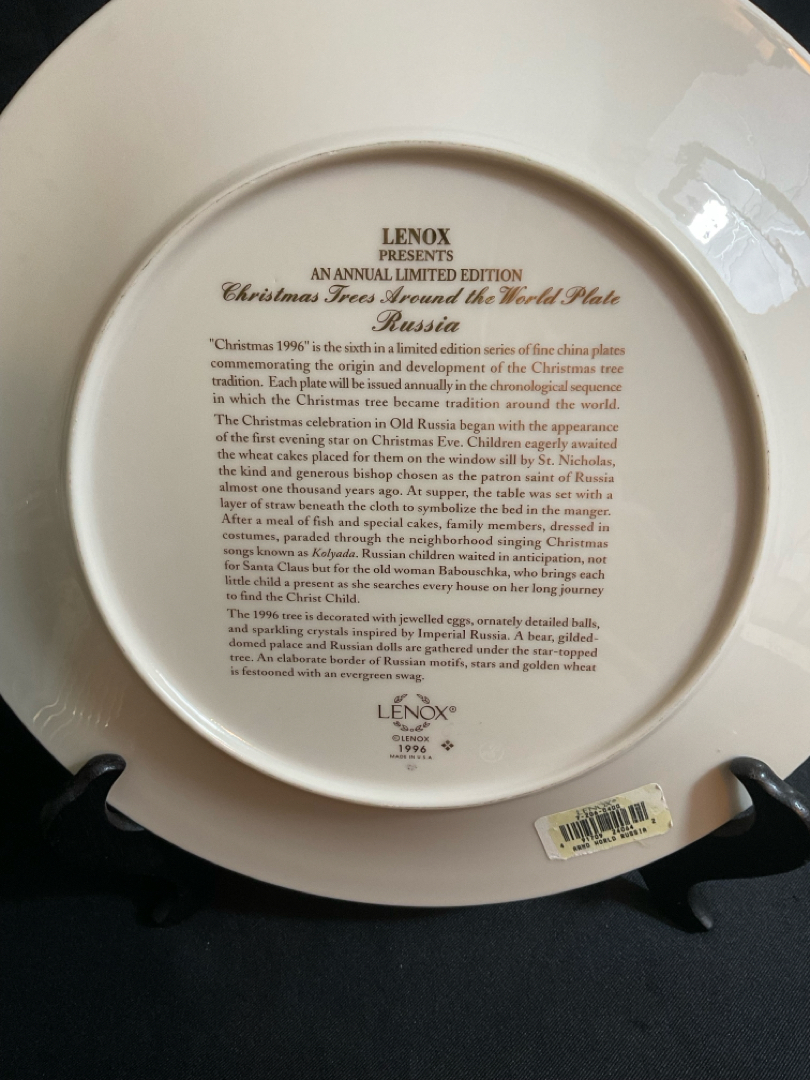 LENOX
PRESENTS
AN ANNUAL LIMITED EDITION
Christmas Trees Around the World Plate
Russia
"Christmas 1996" is the sixth in a limited edition series of fine china plates
commemorating the origin and development of the Christmas tree
tradition. Each plate will be issued annually in the chronological sequence
in which the Christmas tree became tradition around the world.
The Christmas celebration in Old Russia began with the appearance
of the first evening star on Christmas Eve. Children eagerly awaited
the wheat cakes placed for them on the window sill by St. Nicholas,
the kind and generous bishop chosen as the patron saint of Russia
almost one thousand years ago. At supper, the table was set with a
layer of straw beneath the cloth to symbolize the bed in the manger.
After a meal of fish and special cakes, family members, dressed in
costumes, paraded through the neighborhood singing Christmas
songs known as Kolyada. Russian children waited in anticipation, not
for Santa Claus but for the old woman Babouschka, who brings each
little child a present as she searches every house on her long journey
to find the Christ Child.
The 1996 tree is decorated with jewelled eggs, ornately detailed balls,
and sparkling crystals inspired by Imperial Russia. A bear, gilded-
domed palace and Russian dolls are gathered under the star-topped
tree. An elaborate border of Russian motifs, stars and golden wheat
is festooned with an evergreen swag.
LENOX®
©LENOX
1996
MADE IN U.S.A.
LENOX
WORLD RUSSIA